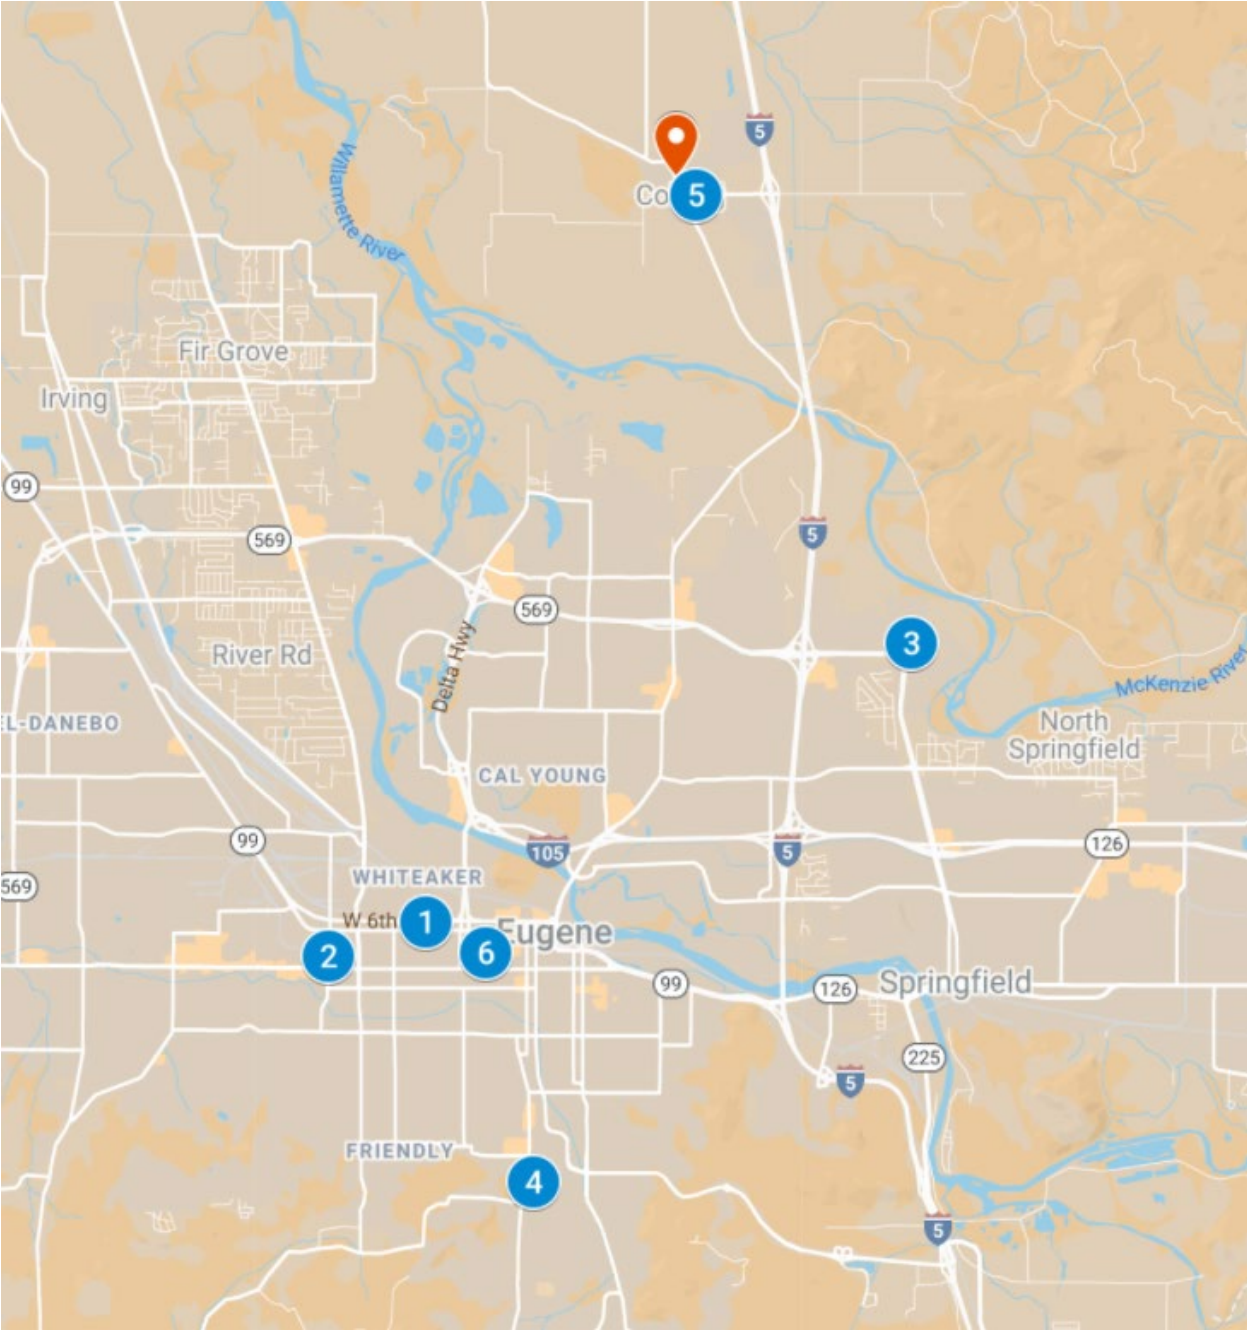 5
Willamette River
Co
5
Fir Grove
Irving
99
5
569
569
3
River Rd
Delta Hwy
McKenzie River
EL-DANEBO
North
Springfield
CAL YOUNG
99
105
5
126
WHITEAKER
569
W 6th
1
Eugene
2
6
99
126
Springfield
225
5
FRIENDLY
4
5